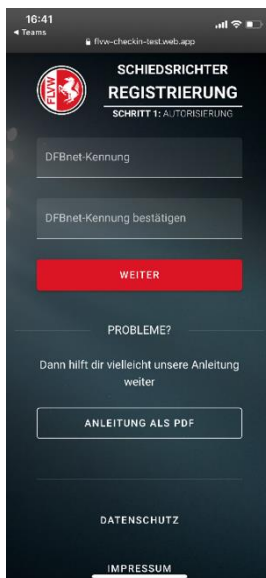 16:41
◀ Teams
flvw-checkin-test.web.app
FLVW
SCHIEDSRICHTER
REGISTRIERUNG
SCHRITT 1: AUTORISIERUNG
DFBnet-Kennung
DFBnet-Kennung bestätigen
WEITER
PROBLEME?
Dann hilft dir vielleicht unsere Anleitung
weiter
ANLEITUNG ALS PDF
DATENSCHUTZ
IMPRESSUM